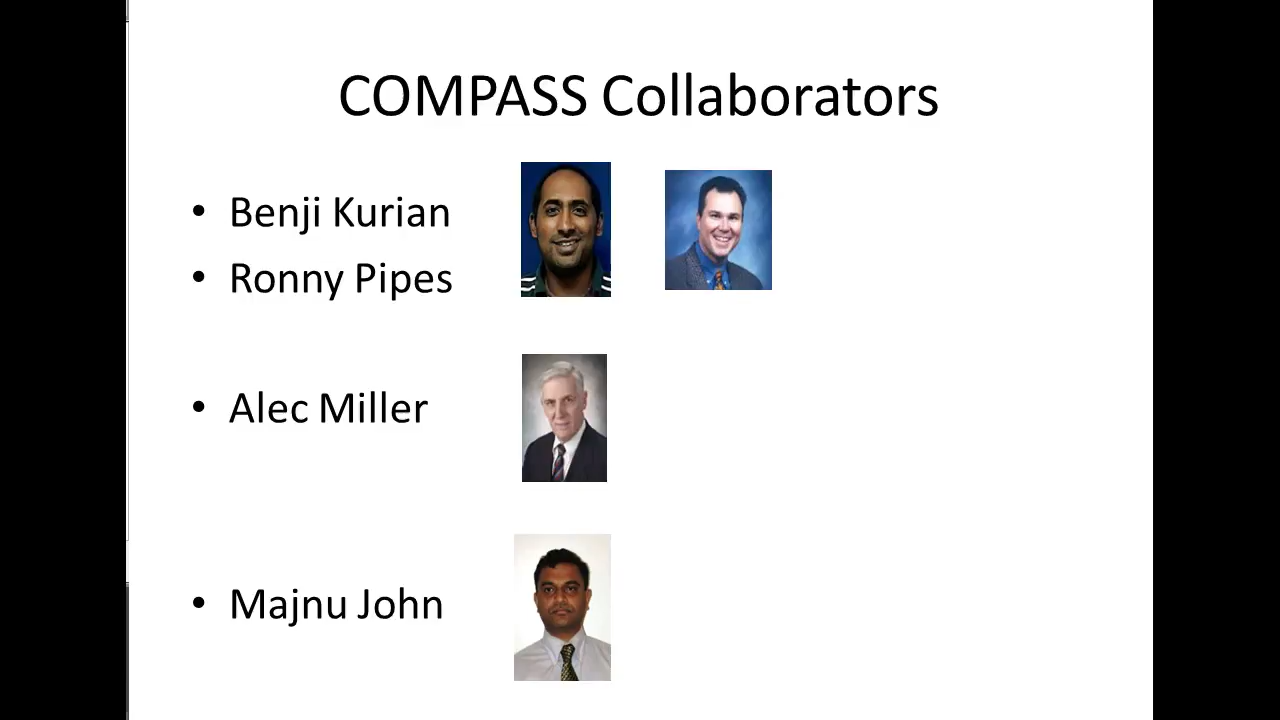 COMPASS Collaborators
• Benji Kurian
• Ronny Pipes
• Alec Miller
• Majnu John